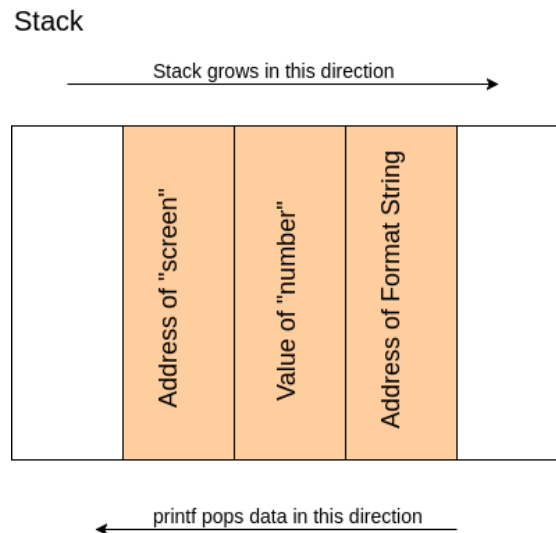 Stack
Stack grows in this direction
Address of "screen"
Value of "number"
Address of Format String
printf pops data in this direction